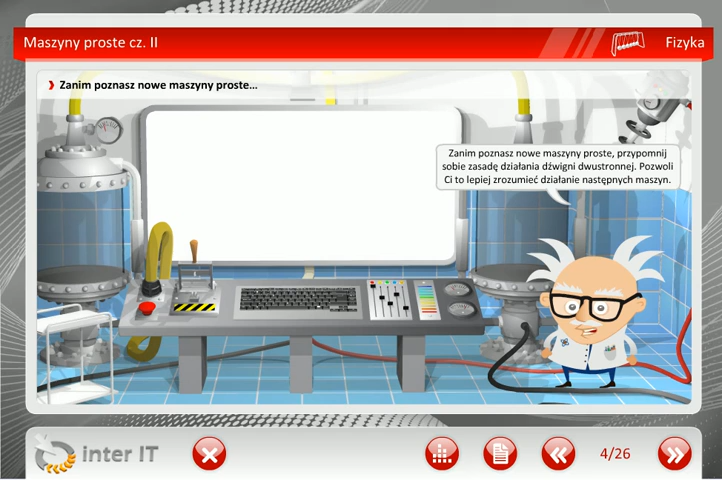 Maszyny proste cz. II
Fizyka
Zanim poznasz nowe maszyny proste...
Zanim poznasz nowe maszyny proste, przypomnij
sobie zasadę działania dźwigni dwustronnej. Pozwoli
Ci to lepiej zrozumieć działanie następnych maszyn.
inter IT
4/26